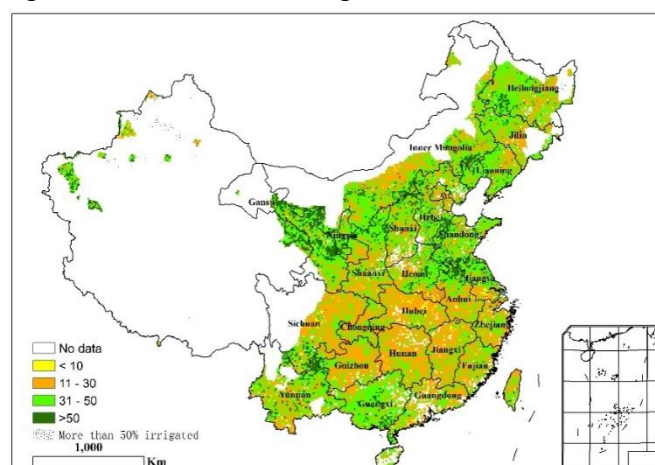 Heilongjiang
Jilin
Inner Mongolia
Liaoning
Gansu
Hebei
Ningxia
Shanxi
Shandong
Shaanxi
Henan
Jiangsu
Anhui
Sichuan
Hubei
Chongqing
Zhejiang
Hunan
Jiangxi
Guizhou
Fujian
Yunnan
Guangxi
Guangdong
No data
< 10
11 - 30
31 - 50
>50
More than 50% irrigated
1,000
Km